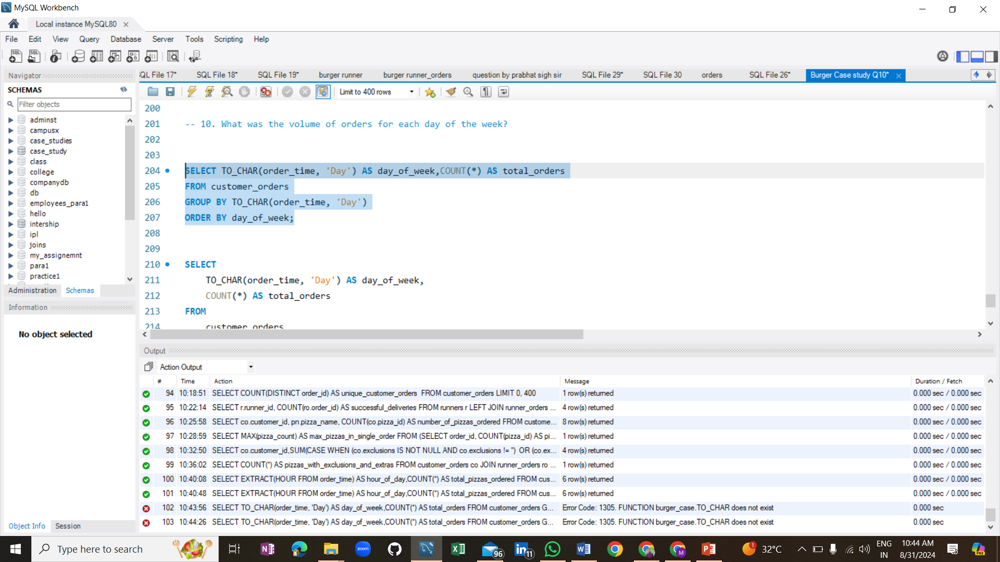 MySQL Workbench
Local instance MySQL80
File Edit View Query Database Server Tools Scripting Help
Navigator
SQL File 17* SQL File 18* SQL File 19* burger runner burger runner_orders question by prabhat sigh sir SQL File 29* SQL File 30 orders SQL File 26* Burger Case study Q10*
SCHEMAS
Limit to 400 rows
Filter objects
adminst
campusx
case_studies
case_study
class
college
companydb
db
employees_para1
hello
intership
ipl
joins
my_assignemnt
para1
practice1
Administration Schemas
Information
No object selected
Object Info Session
200
201 -- 10. What was the volume of orders for each day of the week?
202
203
204 SELECT TO_CHAR(order_time, 'Day') AS day_of_week,COUNT(*) AS total_orders
205 FROM customer_orders
206 GROUP BY TO_CHAR(order_time, 'Day')
207 ORDER BY day_of_week;
208
209
210 SELECT
211 TO_CHAR(order_time, 'Day') AS day_of_week,
212 COUNT(*) AS total_orders
213 FROM
214 customer_orders
Output
Action Output
# Time Action Message Duration / Fetch
94 10:18:51 SELECT COUNT(DISTINCT order_id) AS unique_customer_orders FROM customer_orders LIMIT 0, 400 1 row(s) returned 0.000 sec / 0.000 sec
95 10:22:14 SELECT r.runner_id, COUNT(ro.order_id) AS successful_deliveries FROM runners r LEFT JOIN runner_orders ... 4 row(s) returned 0.000 sec / 0.000 sec
96 10:25:58 SELECT co.customer_id, pn.pizza_name, COUNT(co.pizza_id) AS number_of_pizzas_ordered FROM custome... 8 row(s) returned 0.000 sec / 0.000 sec
97 10:28:59 SELECT MAX(pizza_count) AS max_pizzas_in_single_order FROM (SELECT order_id, COUNT(pizza_id) AS pi... 1 row(s) returned 0.000 sec / 0.000 sec
98 10:32:50 SELECT co.customer_id,SUM(CASE WHEN (co.exclusions IS NOT NULL AND co.exclusions != '') OR (co.ex... 4 row(s) returned 0.000 sec / 0.000 sec
99 10:36:02 SELECT COUNT(*) AS pizzas_with_exclusions_and_extras FROM customer_orders co JOIN runner_orders ro ... 1 row(s) returned 0.000 sec / 0.000 sec
100 10:40:08 SELECT EXTRACT(HOUR FROM order_time) AS hour_of_day,COUNT(*) AS total_pizzas_ordered FROM cus... 6 row(s) returned 0.000 sec / 0.000 sec
101 10:40:48 SELECT EXTRACT(HOUR FROM order_time) AS hour_of_day,COUNT(*) AS total_pizzas_ordered FROM cus... 6 row(s) returned 0.000 sec / 0.000 sec
102 10:43:56 SELECT TO_CHAR(order_time, 'Day') AS day_of_week,COUNT(*) AS total_orders FROM customer_orders G... Error Code: 1305. FUNCTION burger_case.TO_CHAR does not exist 0.000 sec
103 10:44:26 SELECT TO_CHAR(order_time, 'Day') AS day_of_week,COUNT(*) AS total_orders FROM customer_orders G... Error Code: 1305. FUNCTION burger_case.TO_CHAR does not exist 0.000 sec
Type here to search
zoom
96
11
1
32°C
ENG
IN
10:44 AM
8/31/2024
PRE